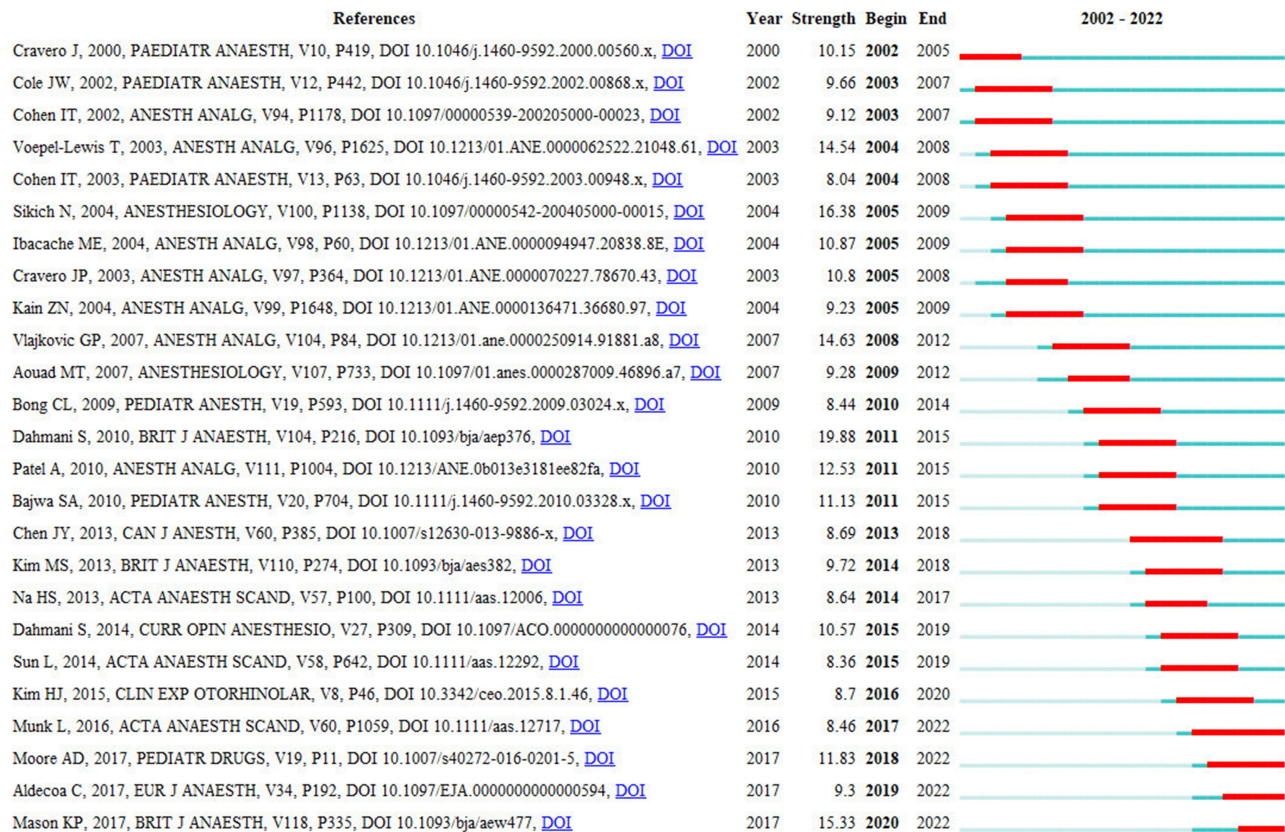 References Year Strength Begin End 2002 - 2022
Cravero J, 2000, PAEDIATR ANAESTH, V10, P419, DOI 10.1046/j.1460-9592.2000.00560.x, DOI 2000 10.15 2002 2005
Cole JW, 2002, PAEDIATR ANAESTH, V12, P442, DOI 10.1046/j.1460-9592.2002.00868.x, DOI 2002 9.66 2003 2007
Cohen IT, 2002, ANESTH ANALG, V94, P1178, DOI 10.1097/00000539-200205000-00023, DOI 2002 9.12 2003 2007
Voepel-Lewis T, 2003, ANESTH ANALG, V96, P1625, DOI 10.1213/01.ANE.0000062522.21048.61, DOI 2003 14.54 2004 2008
Cohen IT, 2003, PAEDIATR ANAESTH, V13, P63, DOI 10.1046/j.1460-9592.2003.00948.x, DOI 2003 8.04 2004 2008
Sikich N, 2004, ANESTHESIOLOGY, V100, P1138, DOI 10.1097/00000542-200405000-00015, DOI 2004 16.38 2005 2009
Ibacache ME, 2004, ANESTH ANALG, V98, P60, DOI 10.1213/01.ANE.0000094947.20838.8E, DOI 2004 10.87 2005 2009
Cravero JP, 2003, ANESTH ANALG, V97, P364, DOI 10.1213/01.ANE.0000070227.78670.43, DOI 2003 10.8 2005 2008
Kain ZN, 2004, ANESTH ANALG, V99, P1648, DOI 10.1213/01.ANE.0000136471.36680.97, DOI 2004 9.23 2005 2009
Vlajkovic GP, 2007, ANESTH ANALG, V104, P84, DOI 10.1213/01.ane.0000250914.91881.a8, DOI 2007 14.63 2008 2012
Aouad MT, 2007, ANESTHESIOLOGY, V107, P733, DOI 10.1097/01.anes.0000287009.46896.a7, DOI 2007 9.28 2009 2012
Bong CL, 2009, PEDIATR ANESTH, V19, P593, DOI 10.1111/j.1460-9592.2009.03024.x, DOI 2009 8.44 2010 2014
Dahmani S, 2010, BRIT J ANAESTH, V104, P216, DOI 10.1093/bja/aep376, DOI 2010 19.88 2011 2015
Patel A, 2010, ANESTH ANALG, V111, P1004, DOI 10.1213/ANE.0b013e3181ee82fa, DOI 2010 12.53 2011 2015
Bajwa SA, 2010, PEDIATR ANESTH, V20, P704, DOI 10.1111/j.1460-9592.2010.03328.x, DOI 2010 11.13 2011 2015
Chen JY, 2013, CAN J ANESTH, V60, P385, DOI 10.1007/s12630-013-9886-x, DOI 2013 8.69 2013 2018
Kim MS, 2013, BRIT J ANAESTH, V110, P274, DOI 10.1093/bja/aes382, DOI 2013 9.72 2014 2018
Na HS, 2013, ACTA ANAESTH SCAND, V57, P100, DOI 10.1111/aas.12006, DOI 2013 8.64 2014 2017
Dahmani S, 2014, CURR OPIN ANESTHESIO, V27, P309, DOI 10.1097/ACO.0000000000000076, DOI 2014 10.57 2015 2019
Sun L, 2014, ACTA ANAESTH SCAND, V58, P642, DOI 10.1111/aas.12292, DOI 2014 8.36 2015 2019
Kim HJ, 2015, CLIN EXP OTORHINOLAR, V8, P46, DOI 10.3342/ceo.2015.8.1.46, DOI 2015 8.7 2016 2020
Munk L, 2016, ACTA ANAESTH SCAND, V60, P1059, DOI 10.1111/aas.12717, DOI 2016 8.46 2017 2022
Moore AD, 2017, PEDIATR DRUGS, V19, P11, DOI 10.1007/s40272-016-0201-5, DOI 2017 11.83 2018 2022
Aldecoa C, 2017, EUR J ANAESTH, V34, P192, DOI 10.1097/EJA.0000000000000594, DOI 2017 9.3 2019 2022
Mason KP, 2017, BRIT J ANAESTH, V118, P335, DOI 10.1093/bja/aew477, DOI 2017 15.33 2020 2022